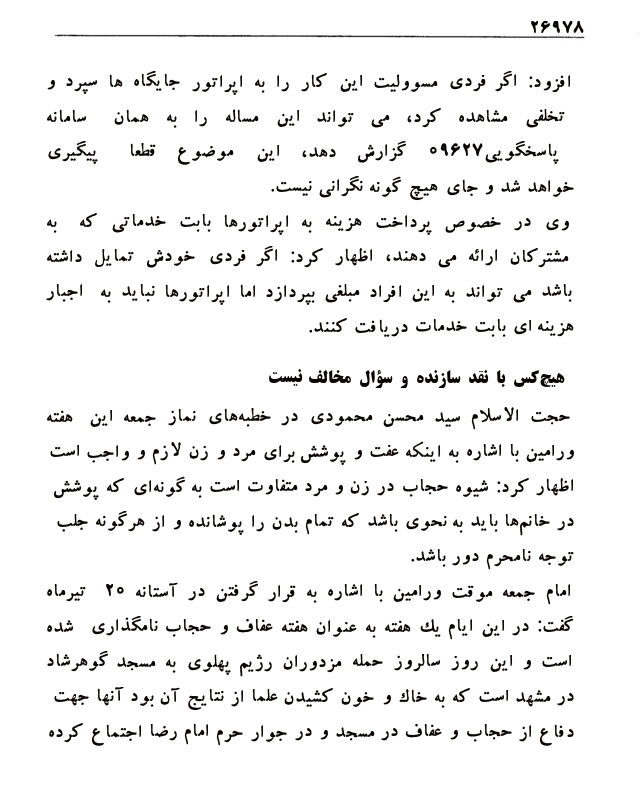 ۲۶۹۷۸
افزود: اگر فردی مسوولیت این کار را به اپراتور جایگاه ها سپرد و
تخلفی مشاهده کرد، می تواند این مساله را به همان سامانه
پاسخگویی۰۹۶۲۷ گزارش دهد، این موضوع قطعا پیگیری
خواهد شد و جای هیچ گونه نگرانی نیست.
وی در خصوص پرداخت هزینه به اپراتورها بابت خدماتی که به
مشترکان ارائه می دهند، اظهار کرد: اگر فردی خودش تمایل داشته
باشد می تواند به این افراد مبلغی بپردازد اما اپراتورها نباید به اجبار
هزینه ای بابت خدمات دریافت کنند.
هیچ‌کس با نقد سازنده و سؤال مخالف نیست
حجت الاسلام سید محسن محمودی در خطبه‌های نماز جمعه این هفته
ورامین با اشاره به اینکه عفت و پوشش برای مرد و زن لازم و واجب است
اظهار کرد: شیوه حجاب در زن و مرد متفاوت است به گونه‌ای که پوشش
در خانم‌ها باید به نحوی باشد که تمام بدن را پوشانده و از هرگونه جلب
توجه نامحرم دور باشد.
امام جمعه موقت ورامین با اشاره به قرار گرفتن در آستانه ۲۰ تیرماه
گفت: در این ایام یك هفته به عنوان هفته عفاف و حجاب نامگذاری شده
است و این روز سالروز حمله مزدوران رژیم پهلوی به مسجد گوهرشاد
در مشهد است که به خاك و خون کشیدن علما از نتایج آن بود آنها جهت
دفاع از حجاب و عفاف در مسجد و در جوار حرم امام رضا اجتماع کرده